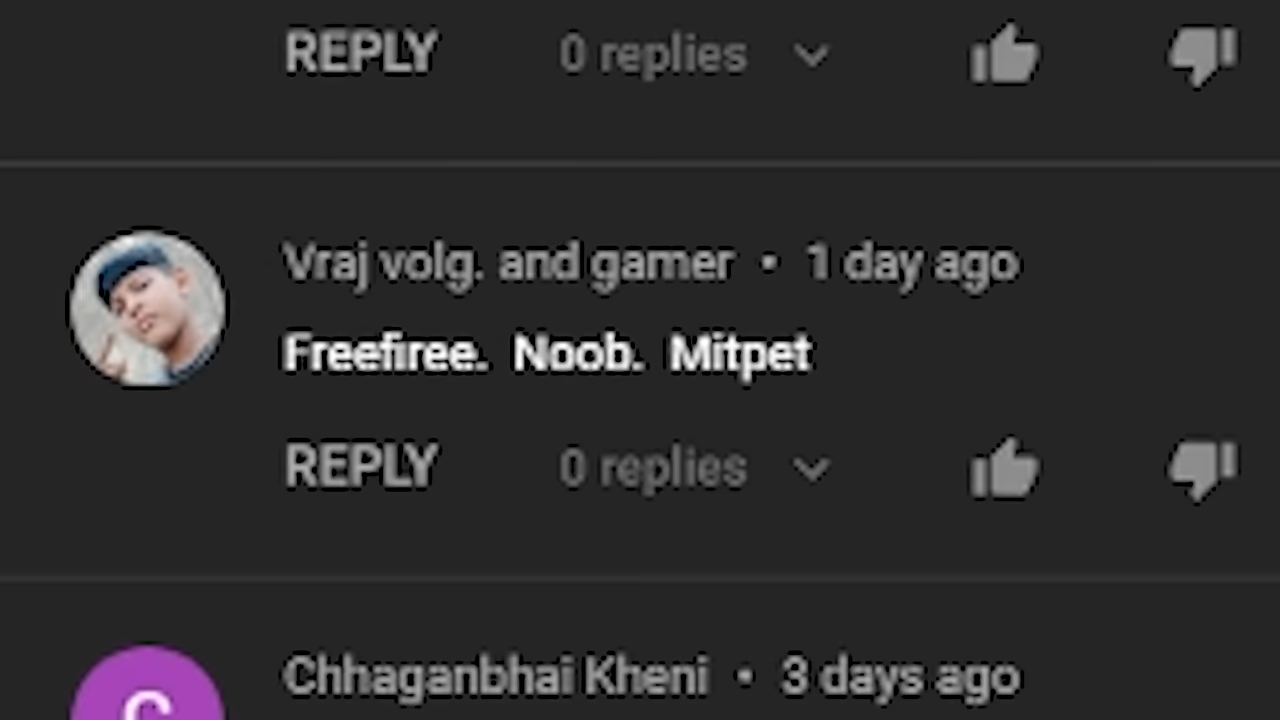 REPLY 0 replies
Vraj volg. and gamer • 1 day ago
Freefiree. Noob. Mitpet
REPLY 0 replies
Chhaganbhai Kheni • 3 days ago
C